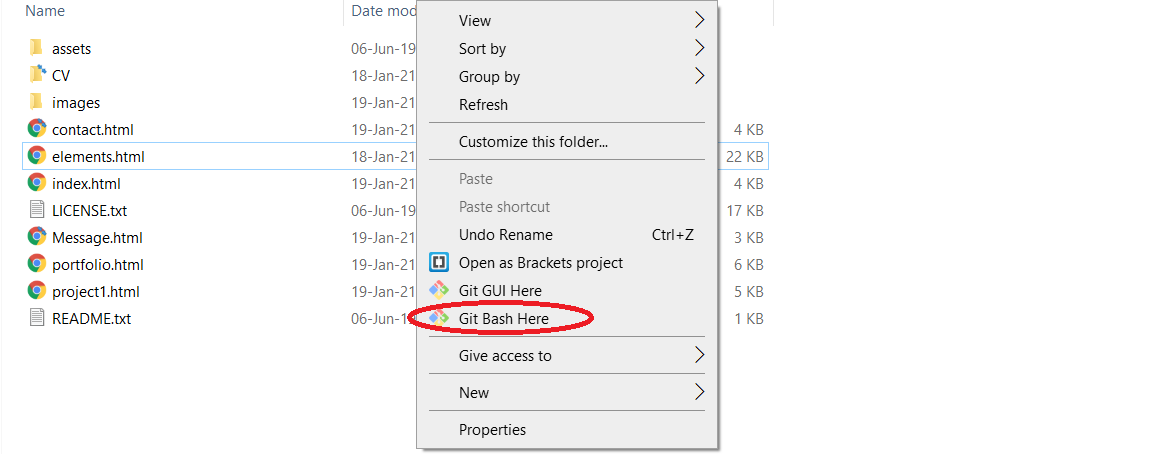 Name Date mod
assets 06-Jun-19
CV 18-Jan-21
images 19-Jan-21
contact.html 19-Jan-21 4 KB
elements.html 18-Jan-21 22 KB
index.html 19-Jan-21 4 KB
LICENSE.txt 06-Jun-19 17 KB
Message.html 19-Jan-21 3 KB
portfolio.html 19-Jan-21 6 KB
project1.html 19-Jan-21 5 KB
README.txt 06-Jun-1 1 KB
View
Sort by
Group by
Refresh
Customize this folder...
Paste
Paste shortcut
Undo Rename Ctrl+Z
Open as Brackets project
Git GUI Here
Git Bash Here
Give access to
New
Properties